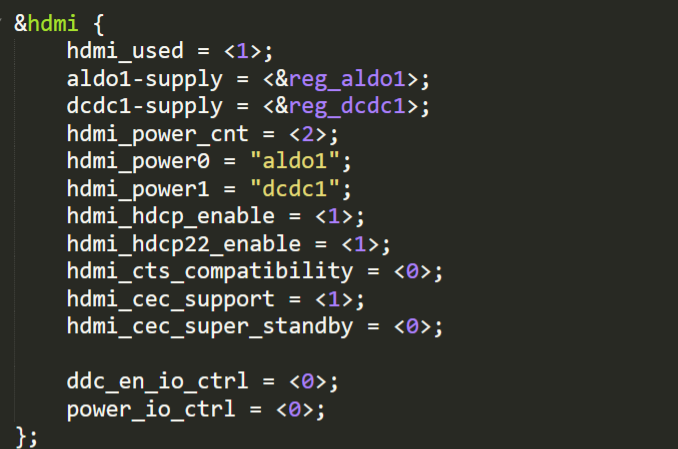 &hdmi {
    hdmi_used = <1>;
    aldo1-supply = <&reg_aldo1>;
    dcdc1-supply = <&reg_dcdc1>;
    hdmi_power_cnt = <2>;
    hdmi_power0 = "aldo1";
    hdmi_power1 = "dcdc1";
    hdmi_hdcp_enable = <1>;
    hdmi_hdcp22_enable = <1>;
    hdmi_cts_compatibility = <0>;
    hdmi_cec_support = <1>;
    hdmi_cec_super_standby = <0>;

    ddc_en_io_ctrl = <0>;
    power_io_ctrl = <0>;
};